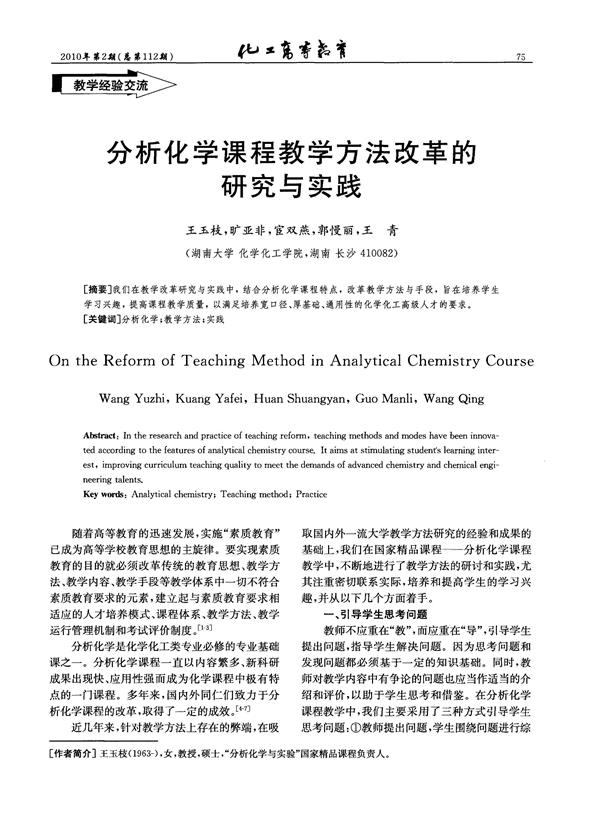 2010年第2期(总第112期)
化工高等教育
75
教学经验交流
分析化学课程教学方法改革的
研究与实践
王玉枝,旷亚非,宦双燕,郭慢丽,王 青
(湖南大学 化学化工学院,湖南 长沙 410082)
[摘要]我们在教学改革研究与实践中，结合分析化学课程特点，改革教学方法与手段，旨在培养学生
学习兴趣，提高课程教学质量，以满足培养宽口径、厚基础、通用性的化学化工高级人才的要求。
[关键词]分析化学;教学方法;实践
On the Reform of Teaching Method in Analytical Chemistry Course
Wang Yuzhi, Kuang Yafei, Huan Shuangyan, Guo Manli, Wang Qing
Abstract: In the research and practice of teaching reform, teaching methods and modes have been innova-
ted according to the features of analytical chemistry course. It aims at stimulating student's learning inter-
est, improving curriculum teaching quality to meet the demands of advanced chemistry and chemical engi-
neering talents.
Key words: Analytical chemistry; Teaching method; Practice
随着高等教育的迅速发展,实施“素质教育”
已成为高等学校教育思想的主旋律。要实现素质
教育的目的就必须改革传统的教育思想、教学方
法、教学内容、教学手段等教学体系中一切不符合
素质教育要求的元素,建立起与素质教育要求相
适应的人才培养模式、课程体系、教学方法、教学
运行管理机制和考试评价制度。[1-3]
分析化学是化学化工类专业必修的专业基础
课之一。分析化学课程一直以内容繁多、新科研
成果出现快、应用性强而成为化学课程中极有特
点的一门课程。多年来,国内外同仁们致力于分
析化学课程的改革,取得了一定的成效。[4-7]
近几年来,针对教学方法上存在的弊端,在吸
取国内外一流大学教学方法研究的经验和成果的
基础上,我们在国家精品课程——分析化学课程
教学中,不断地进行了教学方法的研讨和实践,尤
其注重密切联系实际,培养和提高学生的学习兴
趣,并从以下几个方面着手。
一、引导学生思考问题
教师不应重在“教”,而应重在“导”,引导学生
提出问题,指导学生解决问题。因为思考问题和
发现问题都必须基于一定的知识基础。同时,教
师对教学内容中有争论的问题也应当作适当的介
绍和评价,以助于学生思考和借鉴。在分析化学
课程教学中,我们主要采用了三种方式引导学生
思考问题:①教师提出问题,学生围绕问题进行综
[作者简介] 王玉枝(1963-),女,教授,硕士,“分析化学与实验”国家精品课程负责人。